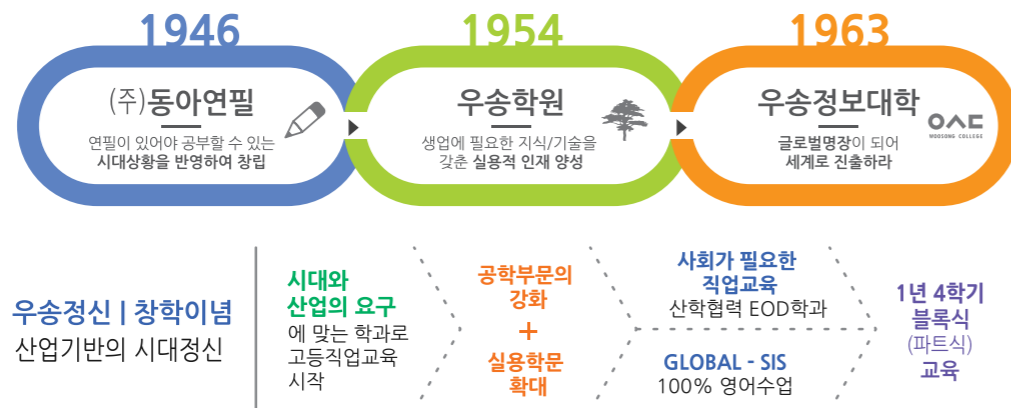 1946
(주)동아연필
연필이 있어야 공부할 수 있는
시대상황을 반영하여 창립
1954
우송학원
생업에 필요한 지식/기술을
갖춘 실용적 인재 양성
1963
우송정보대학
글로벌명장이 되어
세계로 진출하라
ㅇㅅㄷ
WOOSONG COLLEGE
우송정신 | 창학이념
산업기반의 시대정신
시대와
산업의 요구
에 맞는 학과로
고등직업교육
시작
공학부문의
강화
+
실용학문
확대
사회가 필요한
직업교육
산학협력 EOD학과
GLOBAL - SIS
100% 영어수업
1년 4학기
블록식
(파트식)
교육